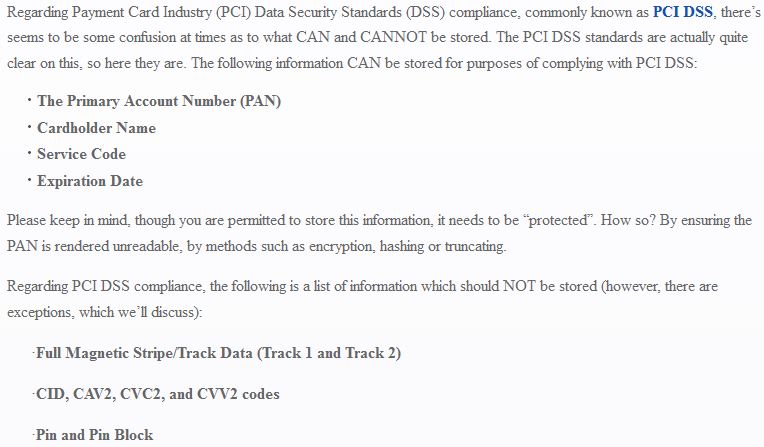 Regarding Payment Card Industry (PCI) Data Security Standards (DSS) compliance, commonly known as PCI DSS, there's
seems to be some confusion at times as to what CAN and CANNOT be stored. The PCI DSS standards are actually quite
clear on this, so here they are. The following information CAN be stored for purposes of complying with PCI DSS:
· The Primary Account Number (PAN)
· Cardholder Name
· Service Code
· Expiration Date
Please keep in mind, though you are permitted to store this information, it needs to be “protected”. How so? By ensuring the
PAN is rendered unreadable, by methods such as encryption, hashing or truncating.
Regarding PCI DSS compliance, the following is a list of information which should NOT be stored (however, there are
exceptions, which we’ll discuss):
·Full Magnetic Stripe/Track Data (Track 1 and Track 2)
·CID, CAV2, CVC2, and CVV2 codes
·Pin and Pin Block